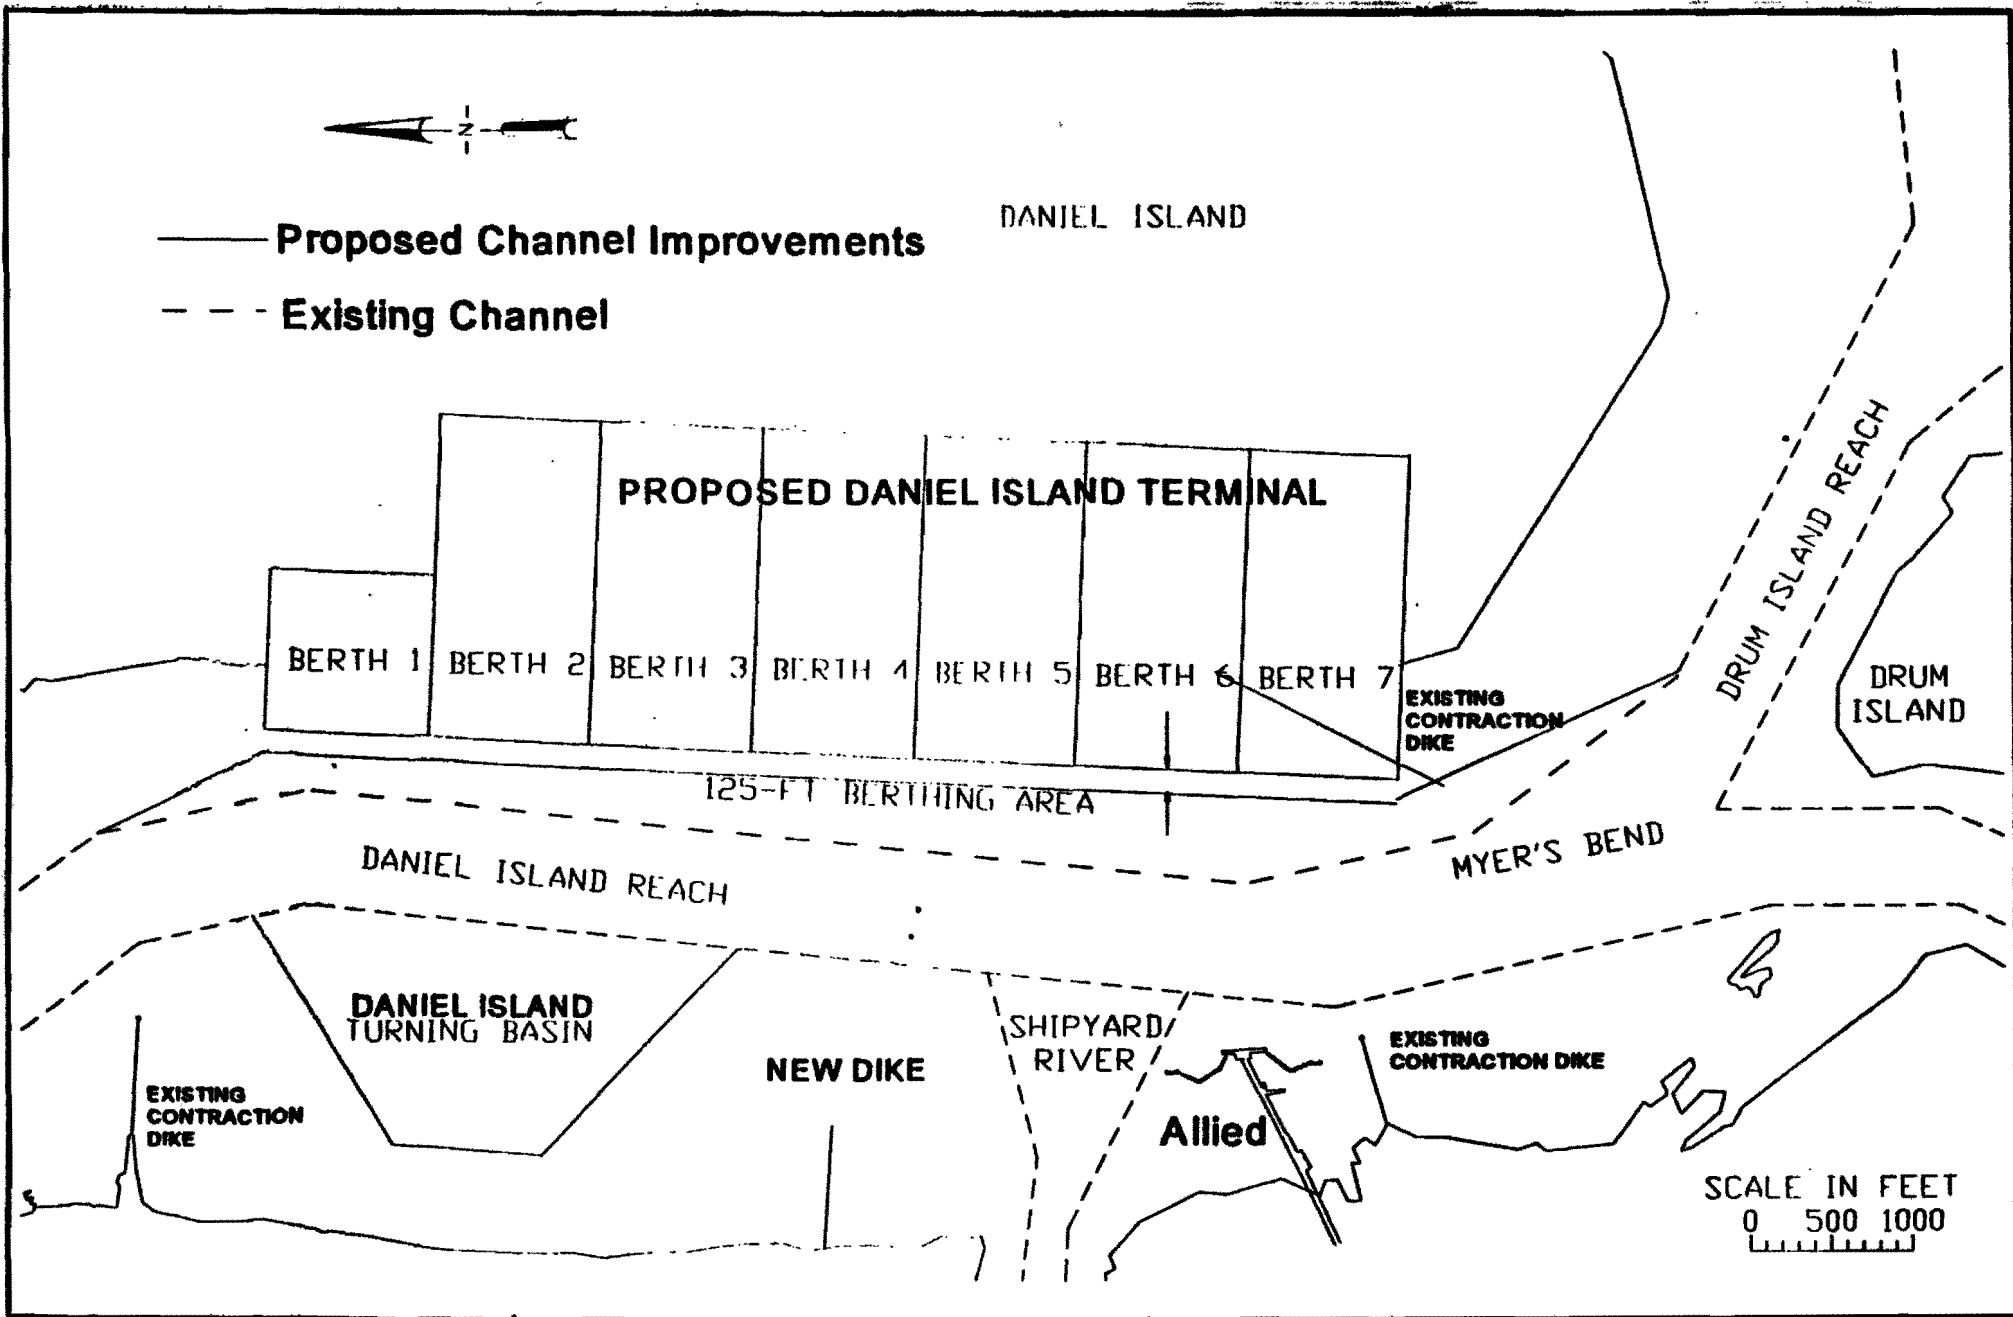 N
DANIEL ISLAND
Proposed Channel Improvements
Existing Channel
PROPOSED DANIEL ISLAND TERMINAL
BERTH 1
BERTH 2
BERTH 3
BERTH 4
BERTH 5
BERTH 6
BERTH 7
EXISTING
CONTRACTION
DIKE
DRUM ISLAND REACH
DRUM
ISLAND
125-FT BERTHING AREA
DANIEL ISLAND REACH
MYER'S BEND
DANIEL ISLAND
TURNING BASIN
NEW DIKE
SHIPYARD
RIVER
EXISTING
CONTRACTION DIKE
EXISTING
CONTRACTION
DIKE
Allied
SCALE IN FEET
0 500 1000